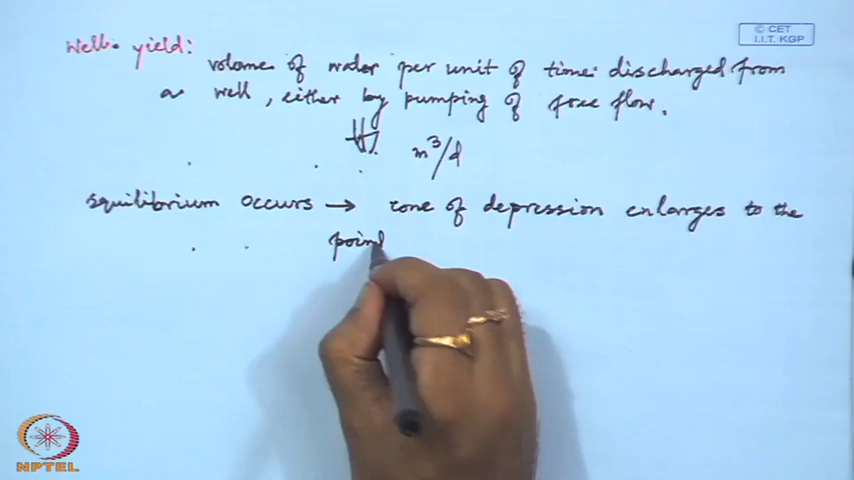 Well yield:
© CET
I.I.T. KGP
volume of water per unit of time discharged from
a well, either by pumping of free flow.
m³/d
equilibrium occurs → cone of depression enlarges to the
point
NPTEL